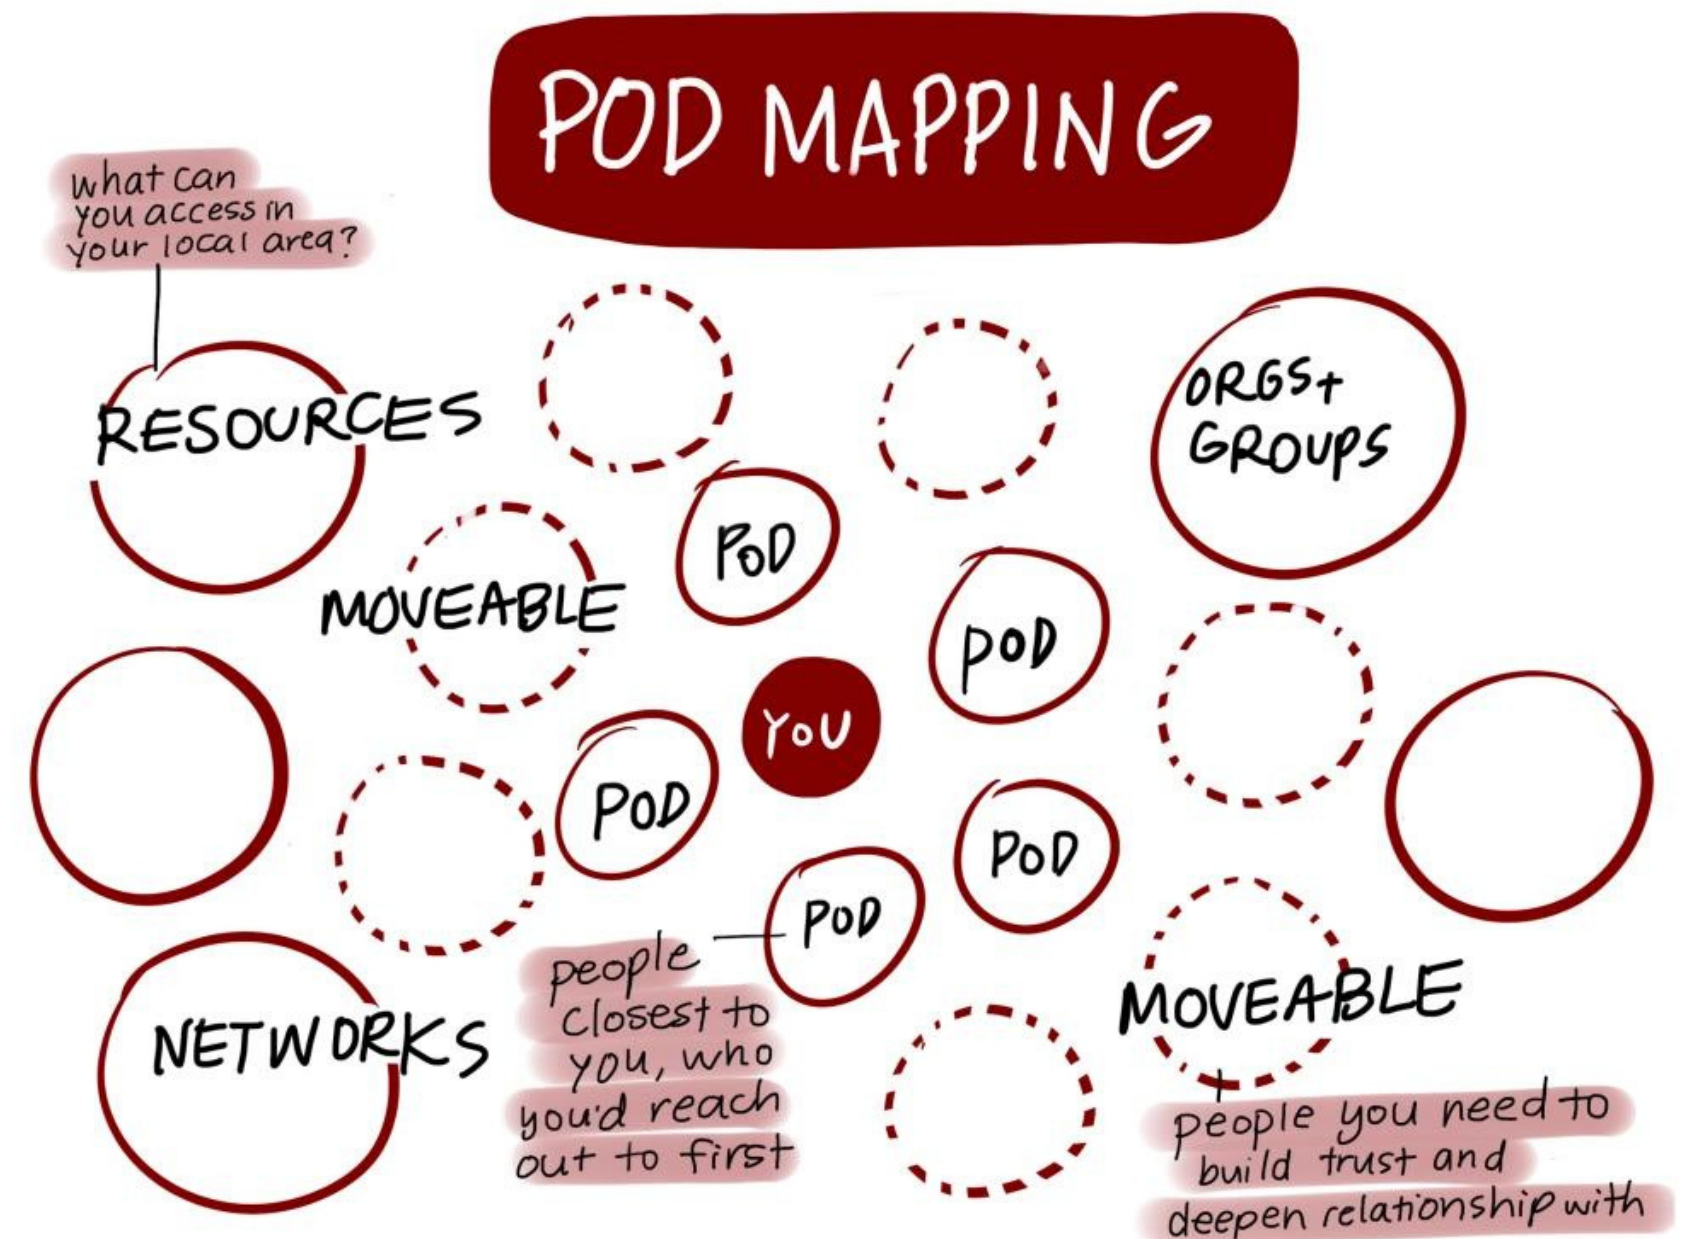 POD MAPPING
what can
you access in
your local area?
RESOURCES
ORGS+
GROUPS
POD
MOVEABLE
POD
YOU
POD
POD
POD
NETWORKS
people
closest to
you, who
you'd reach
out to first
MOVEABLE
people you need to
build trust and
deepen relationship with